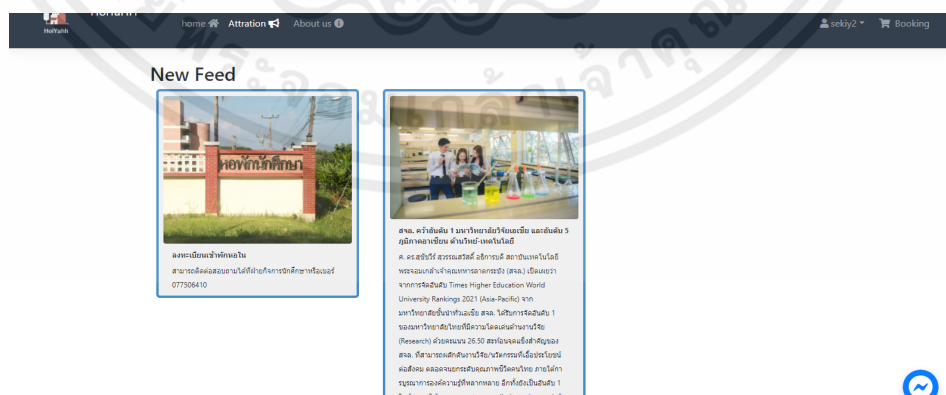 HoiYahh
home Attration About us
sekiy2
Booking
New Feed
หอพักนักศึกษา
ลงทะเบียนเข้าพักหอใน
สามารถติดต่อสอบถามได้ที่ฝ่ายกิจการนักศึกษาหรือเบอร์
077506410
สจล. คว้าอันดับ 1 มหาวิทยาลัยวิจัยเอเชีย และอันดับ 5
ภูมิภาคอาเซียน ด้านวิทย์-เทคโนโลยี
ศ. ดร.สุชัชวีร์ สุวรรณสวัสดิ์ อธิการบดี สถาบันเทคโนโลยี
พระจอมเกล้าเจ้าคุณทหารลาดกระบัง (สจล.) เปิดเผยว่า
จากการจัดอันดับ Times Higher Education World
University Rankings 2021 (Asia-Pacific) จาก
มหาวิทยาลัยชั้นนำทั่วเอเชีย สจล. ได้รับการจัดอันดับ 1
ของมหาวิทยาลัยไทยที่มีความโดดเด่นด้านงานวิจัย
(Research) ด้วยคะแนน 26.50 สะท้อนจุดแข็งสำคัญของ
สจล. ที่สามารถผลักดันงานวิจัย/นวัตกรรมที่เอื้อประโยชน์
ต่อสังคม ตลอดจนยกระดับคุณภาพชีวิตคนไทย ภายใต้กา
รบูรณาการองค์ความรู้ที่หลากหลาย อีกทั้งยังเป็นอันดับ 1